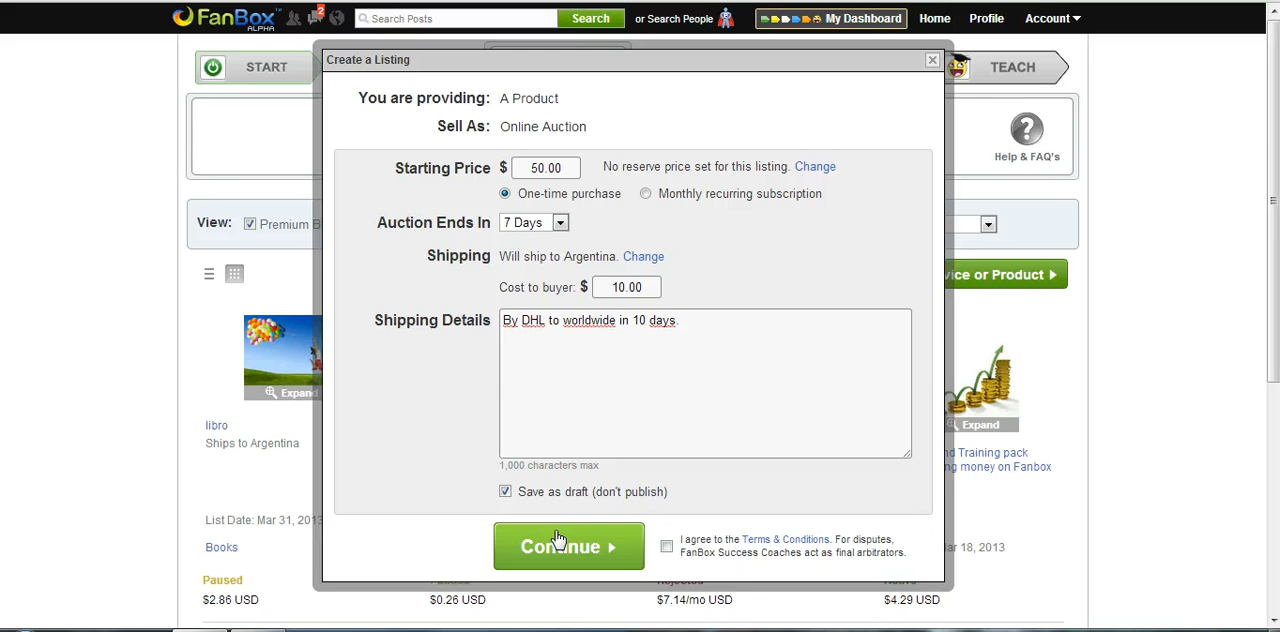 FanBox™
ALPHA
2
Search Posts
Search
or Search People
My Dashboard
Home
Profile
Account
START
TEACH
Help & FAQ's
View:
Premium B
vice or Product
Create a Listing
You are providing: A Product
Sell As: Online Auction
Starting Price $ 50.00 No reserve price set for this listing. Change
One-time purchase Monthly recurring subscription
Auction Ends In 7 Days
Shipping Will ship to Argentina. Change
Cost to buyer: $ 10.00
Shipping Details By DHL to worldwide in 10 days.
1,000 characters max
Save as draft (don't publish)
Continue
I agree to the Terms & Conditions. For disputes,
FanBox Success Coaches act as final arbitrators.
Expand
libro
Ships to Argentina
List Date: Mar 31, 2013
Books
Paused
$2.86 USD
$0.26 USD
$7.14/mo USD
Expand
nd Training pack
ng money on Fanbox
ar 18, 2013
$4.29 USD